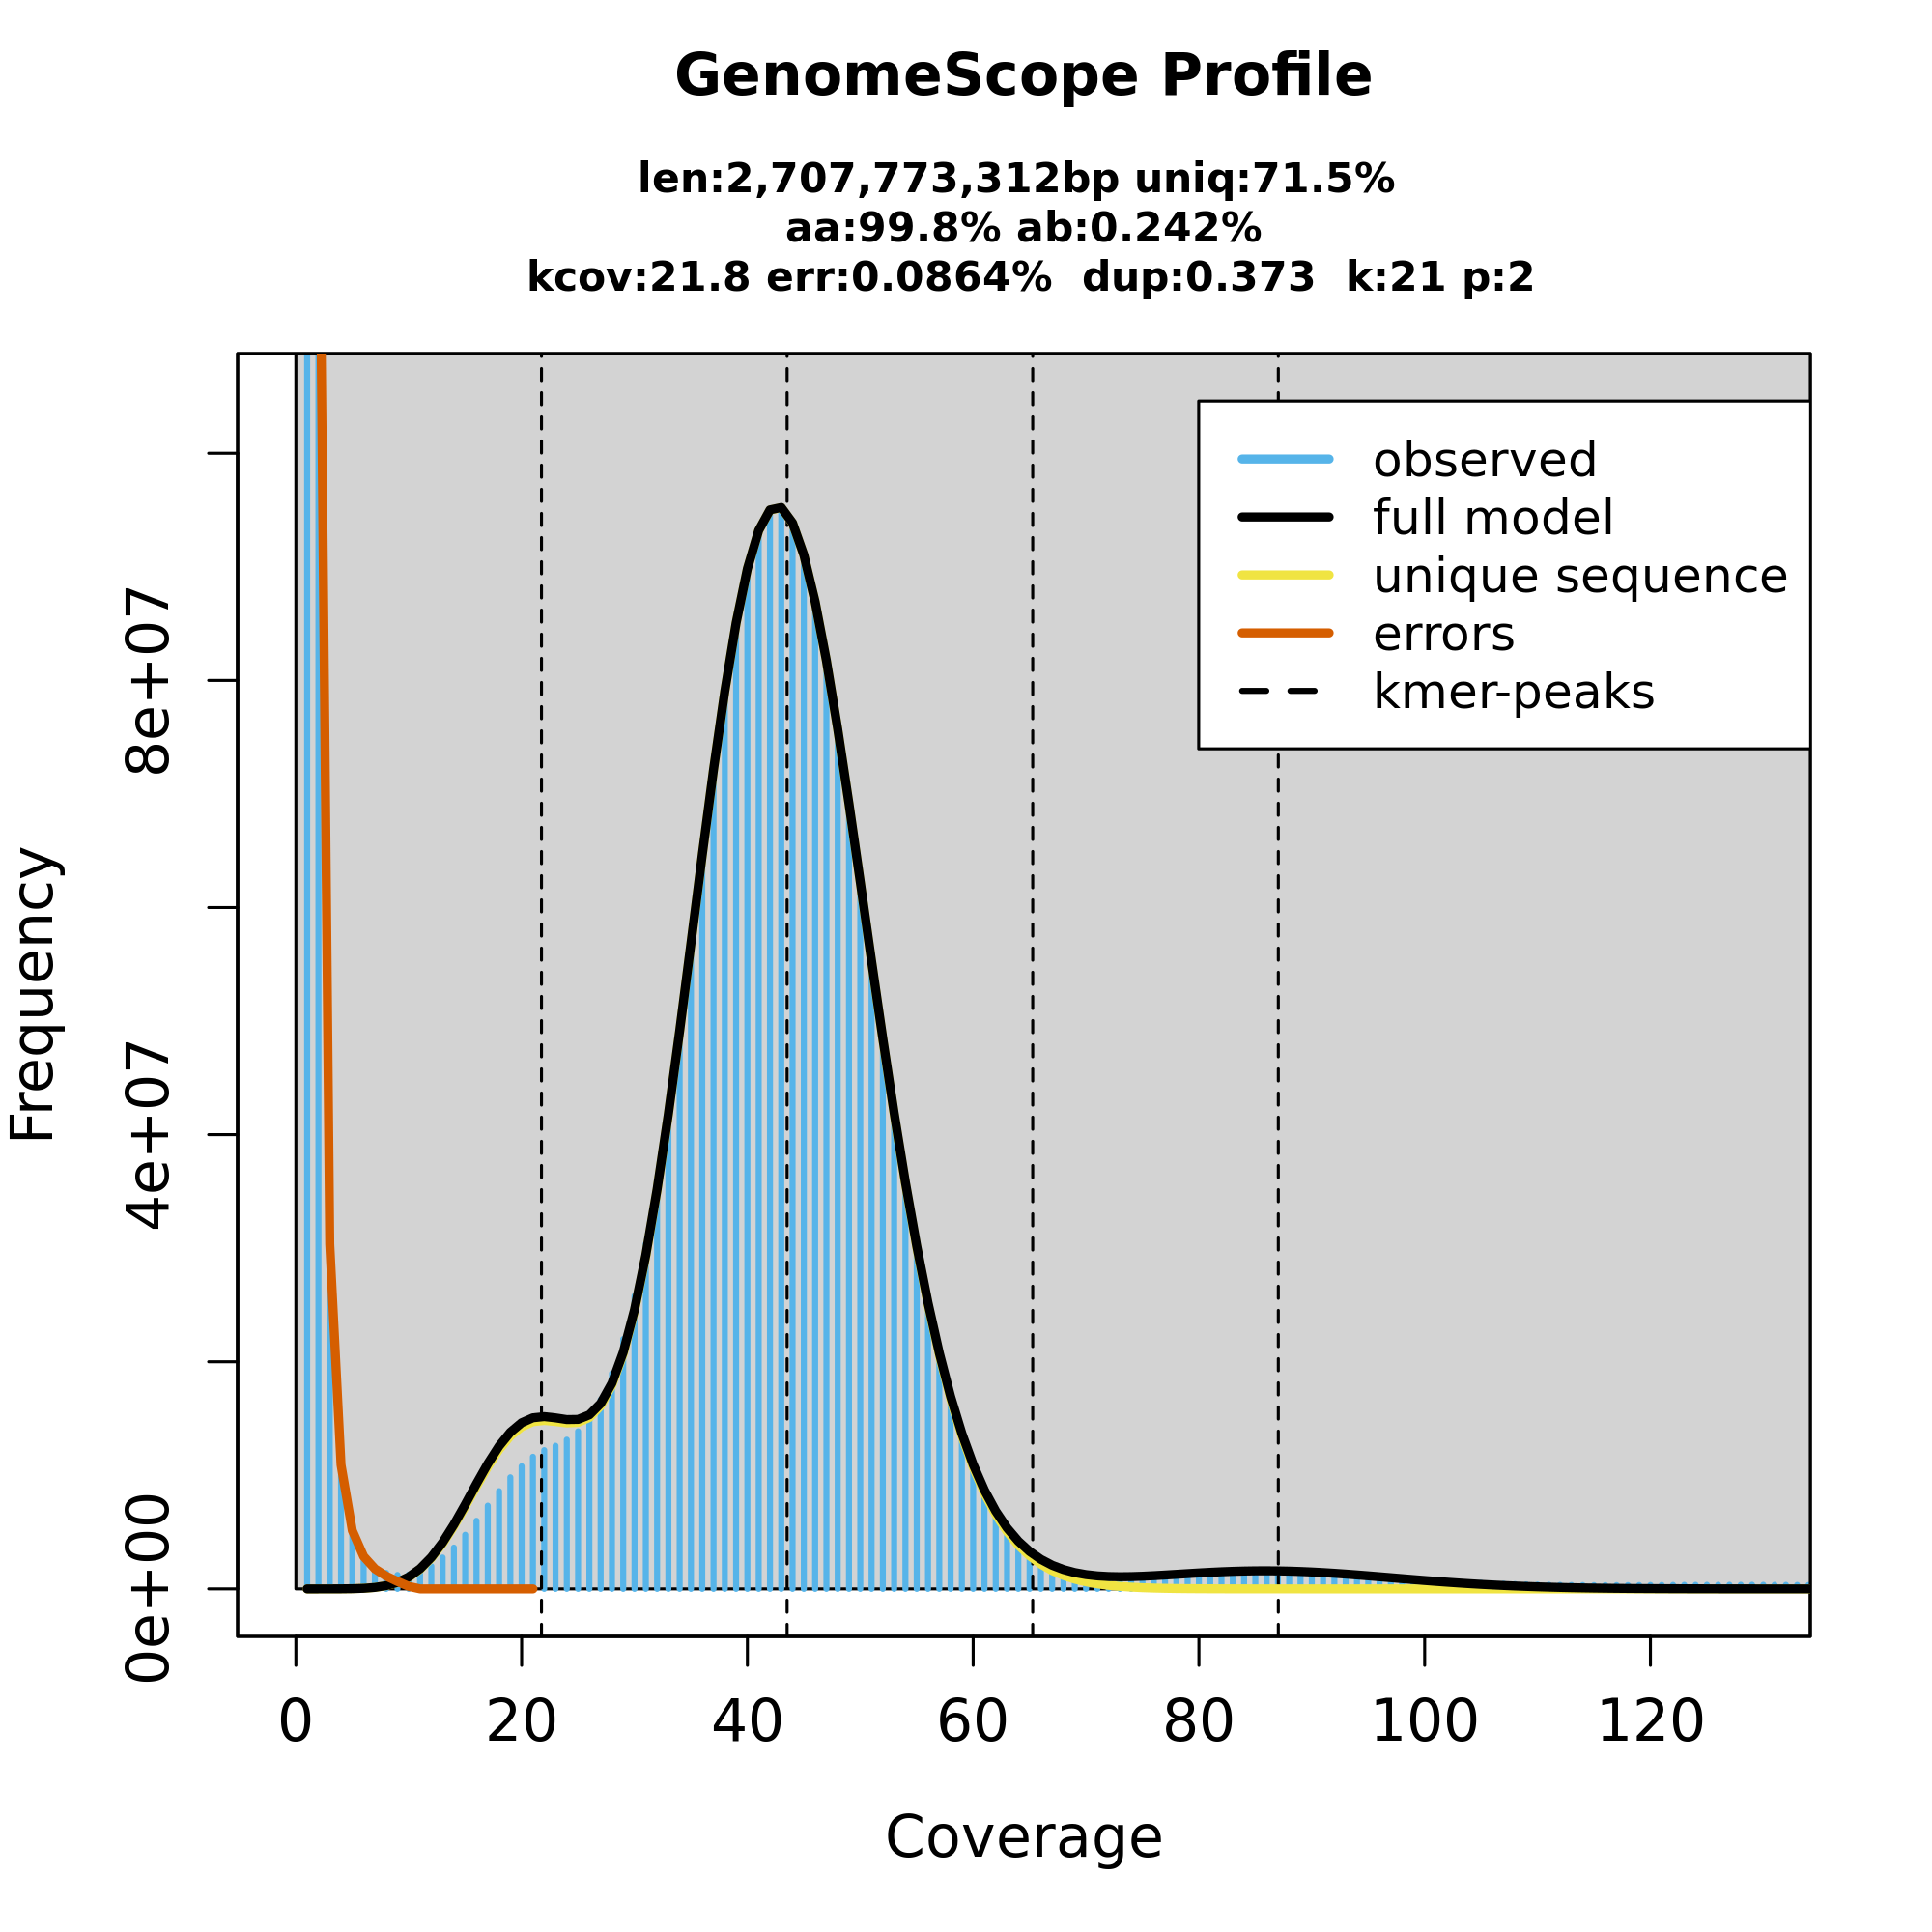 GenomeScope Profile
len:2,707,773,312bp uniq:71.5%
aa:99.8% ab:0.242%
kcov:21.8 err:0.0864% dup:0.373 k:21 p:2
observed
full model
unique sequence
errors
kmer-peaks
Frequency
8e+07
4e+07
0e+00
0 20 40 60 80 100 120
Coverage